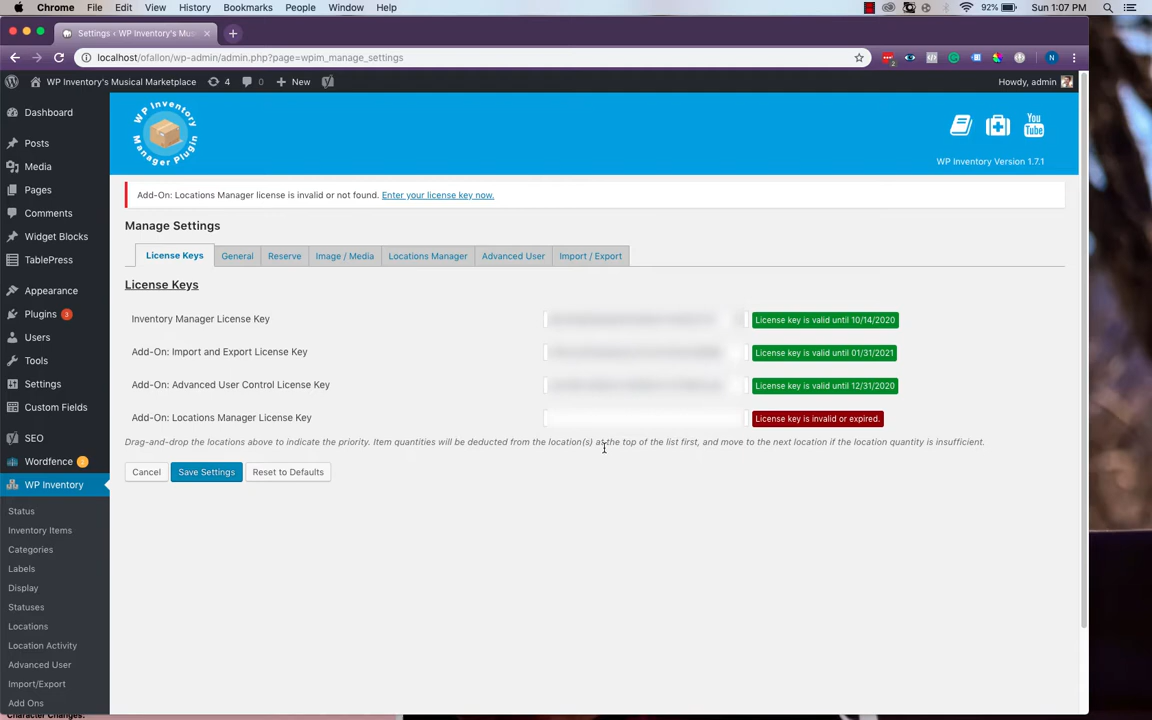 Chrome File Edit View History Bookmarks People Window Help 92% Sun 1:07 PM
Settings ‹ WP Inventory's Mus
localhost/ofallon/wp-admin/admin.php?page=wpim_manage_settings
WP Inventory's Musical Marketplace 4 0 New Howdy, admin
WP Inventory
Manager Plugin
You
Tube
WP Inventory Version 1.7.1
Dashboard
Posts
Media
Pages
Comments
Widget Blocks
TablePress
Appearance
Plugins 3
Users
Tools
Settings
Custom Fields
SEO
Wordfence 2
WP Inventory
Status
Inventory Items
Categories
Labels
Display
Statuses
Locations
Location Activity
Advanced User
Import/Export
Add Ons
Add-On: Locations Manager license is invalid or not found. Enter your license key now.
Manage Settings
License Keys General Reserve Image / Media Locations Manager Advanced User Import / Export
License Keys
Inventory Manager License Key License key is valid until 10/14/2020
Add-On: Import and Export License Key License key is valid until 01/31/2021
Add-On: Advanced User Control License Key License key is valid until 12/31/2020
Add-On: Locations Manager License Key License key is invalid or expired.
Drag-and-drop the locations above to indicate the priority. Item quantities will be deducted from the location(s) at the top of the list first, and move to the next location if the location quantity is insufficient.
Cancel Save Settings Reset to Defaults
Character Changes: